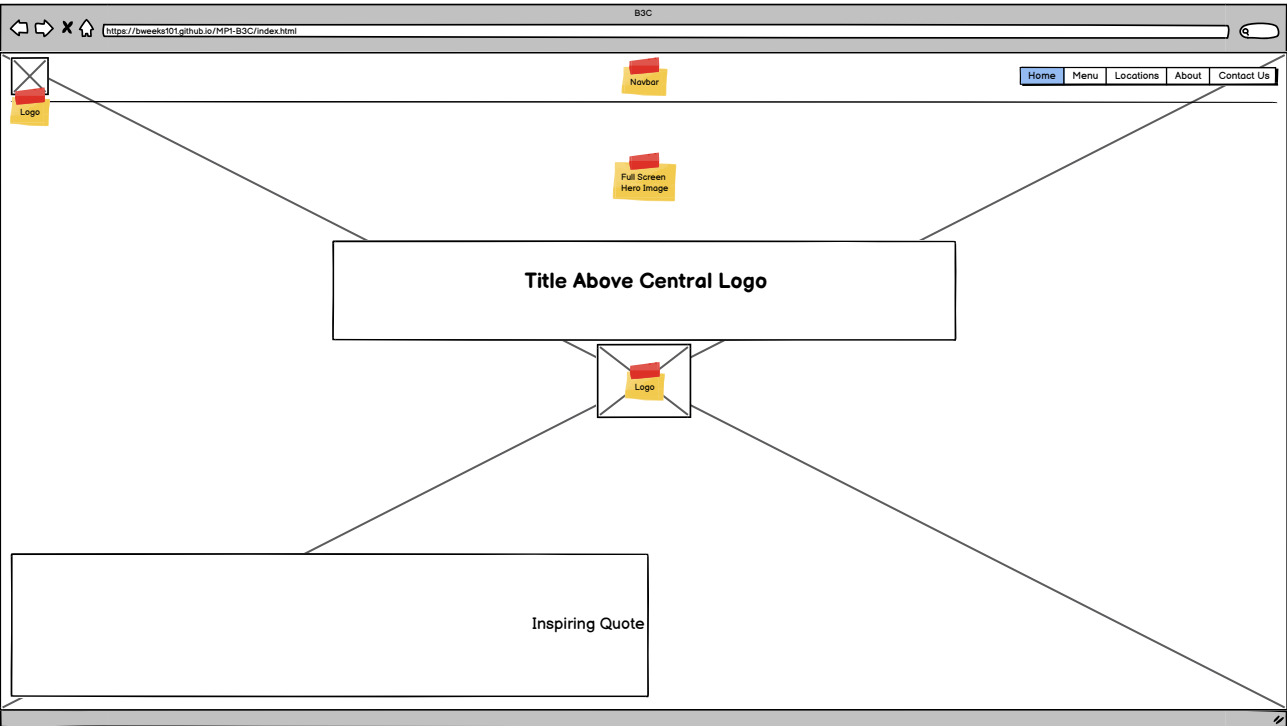 B3C
https://bweeks101.github.io/MP1-B3C/index.html
Navbar
Home Menu Locations About Contact Us
Logo
Full Screen
Hero Image
Title Above Central Logo
Logo
Inspiring Quote